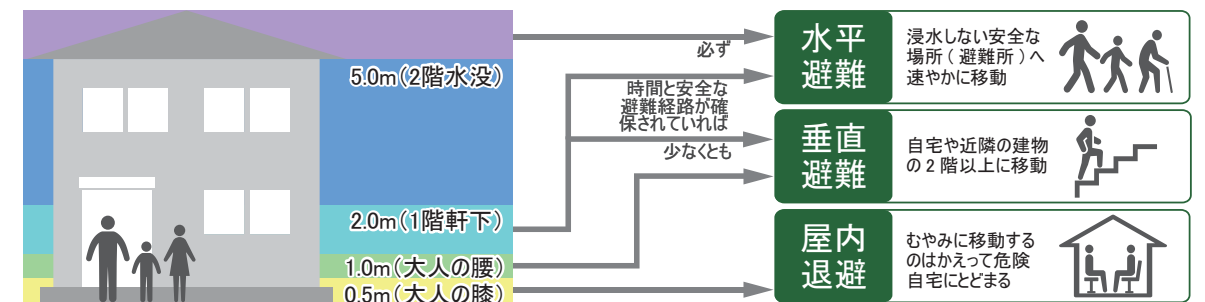 5.0m(2階水没)
2.0m(1階軒下)
1.0m(大人の腰)
0.5m(大人の膝)
必ず
時間と安全な
避難経路が確
保されていれば
少なくとも
水平
避難
浸水しない安全な
場所(避難所)へ
速やかに移動
垂直
避難
自宅や近隣の建物
の2階以上に移動
屋内
退避
むやみに移動する
のはかえって危険
自宅にとどまる